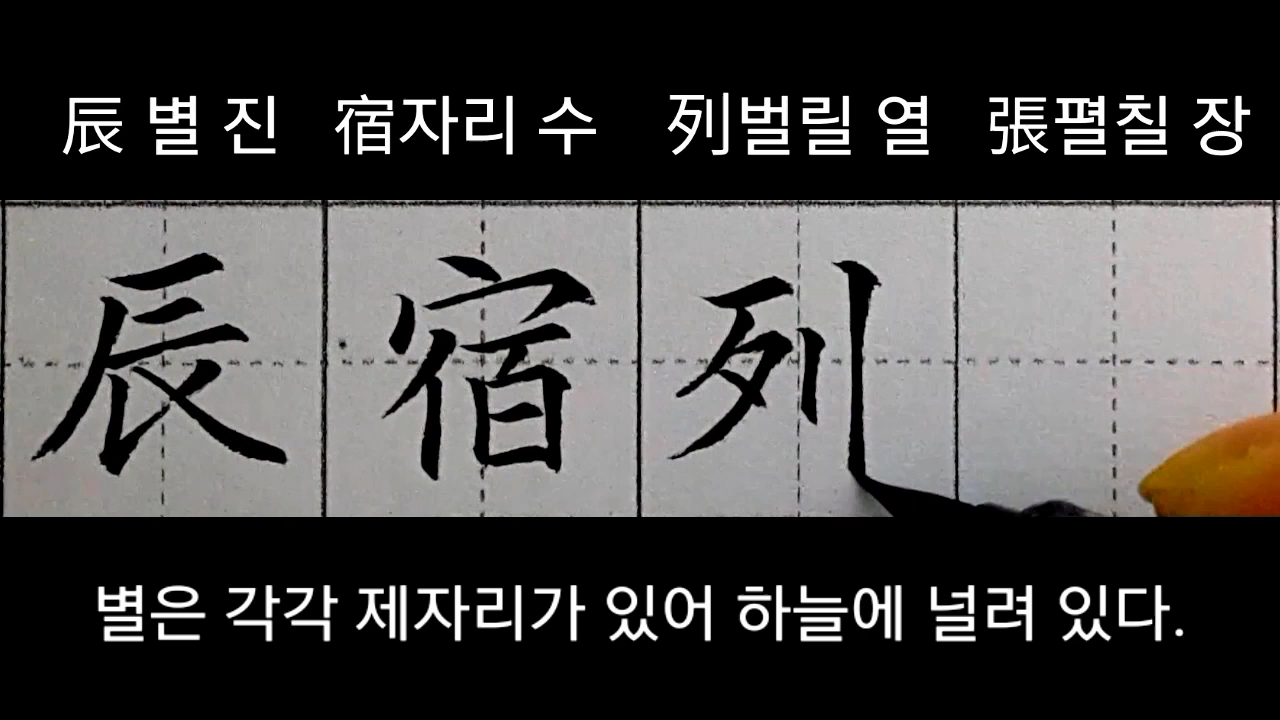 辰 별 진 宿자리 수 列벌릴 열 張펼칠 장
辰 宿 列
별은 각각 제자리가 있어 하늘에 널려 있다.